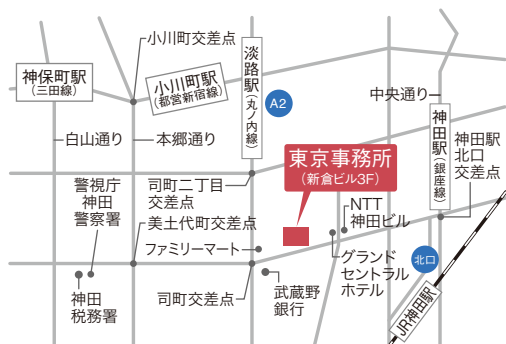 小川町交差点
神保町駅
（三田線）
小川町駅
（都営新宿線）
淡路駅
（丸ノ内線）
A2
中央通り
神田駅
（銀座線）
神田駅
北口
交差点
白山通り
本郷通り
東京事務所
（新倉ビル3F）
司町二丁目
交差点
警視庁
神田
警察署
美土代町交差点
NTT
神田ビル
ファミリーマート
グランド
セントラル
ホテル
北口
神田
税務署
司町交差点
武蔵野
銀行
JR神田駅